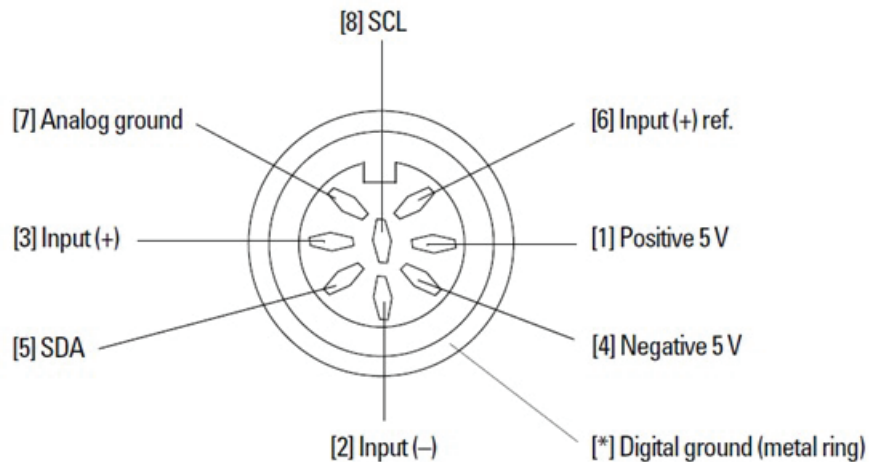 [8] SCL
[7] Analog ground
[6] Input (+) ref.
[3] Input (+)
[1] Positive 5 V
[5] SDA
[4] Negative 5 V
[2] Input (–)
[*] Digital ground (metal ring)